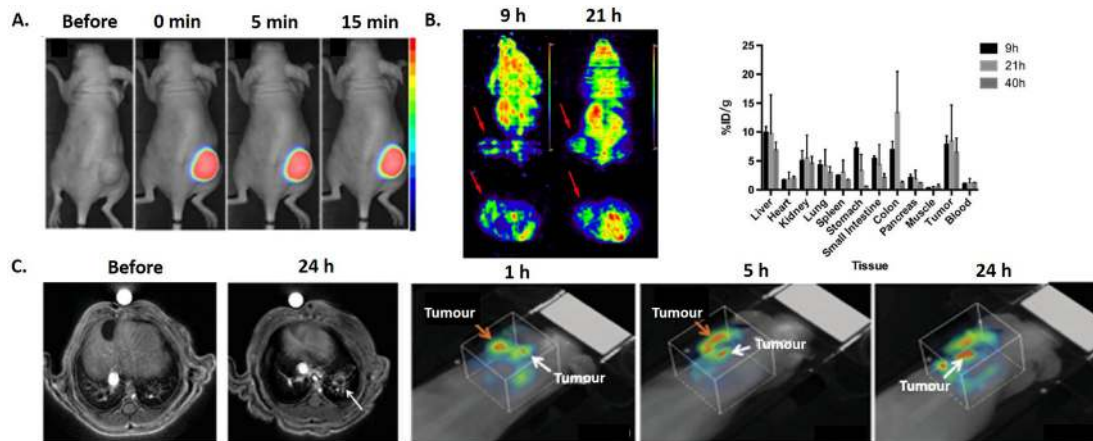 A.
Before 0 min 5 min 15 min
B.
9 h 21 h
%ID/g
25
20
15
10
5
0
9h
21h
40h
Liver
Heart
Kidney
Lung
Spleen
Stomach
Small Intestine
Colon
Pancreas
Muscle
Tumor
Blood
Tissue
C.
Before 24 h 1 h 5 h 24 h
Tumour
Tumour
Tumour
Tumour
Tumour